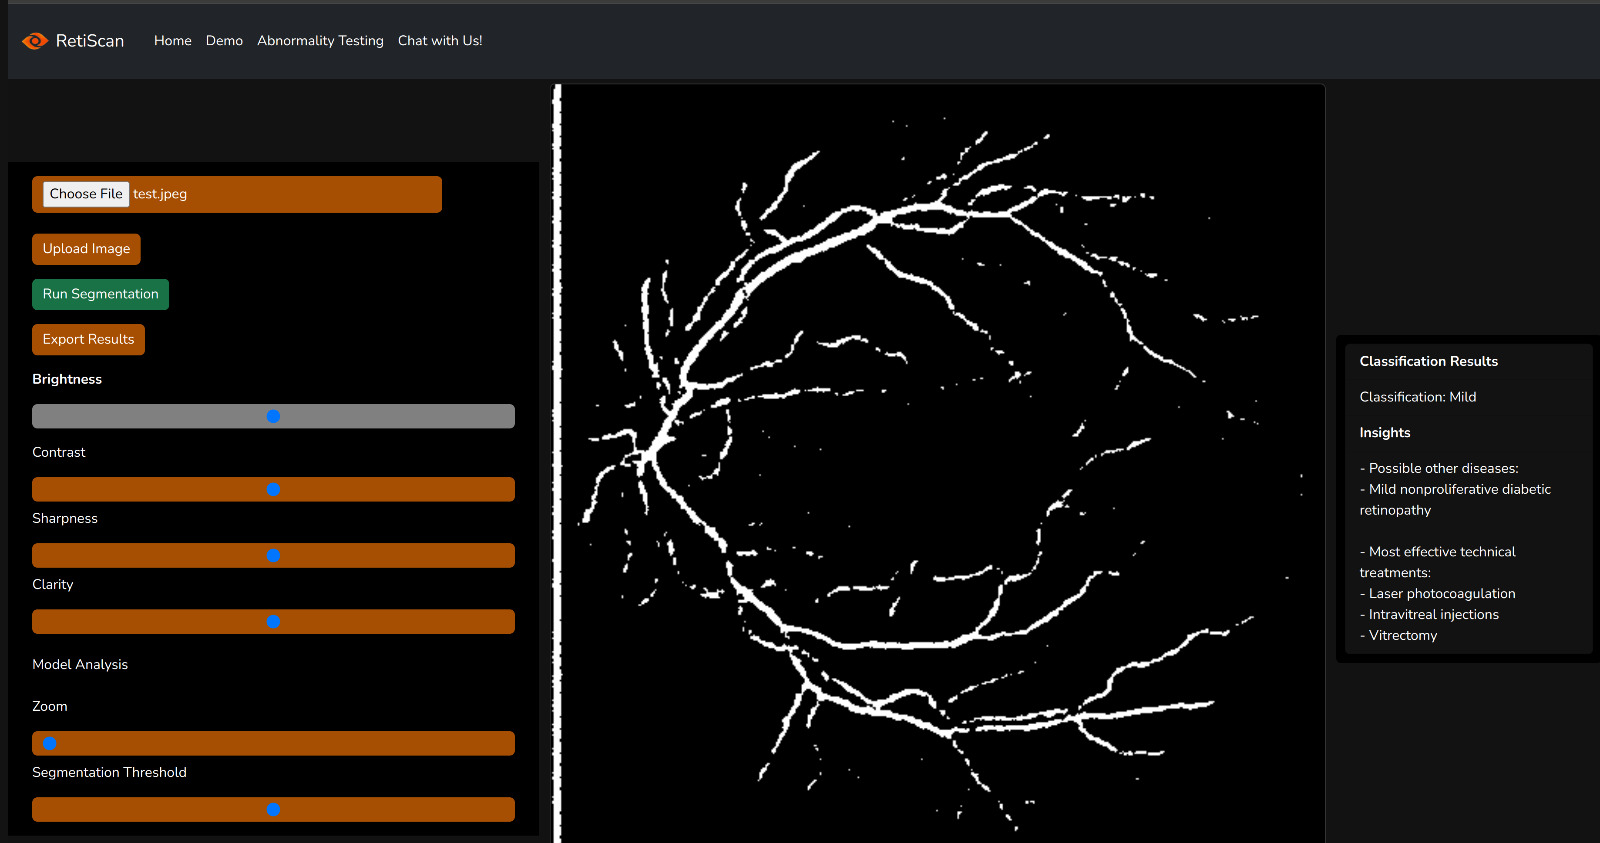 RetiScan Home Demo Abnormality Testing Chat with Us!
Choose File test.jpeg
Upload Image
Run Segmentation
Export Results
Brightness
Contrast
Sharpness
Clarity
Model Analysis
Zoom
Segmentation Threshold
Classification Results
Classification: Mild
Insights
- Possible other diseases:
- Mild nonproliferative diabetic
retinopathy
- Most effective technical
treatments:
- Laser photocoagulation
- Intravitreal injections
- Vitrectomy